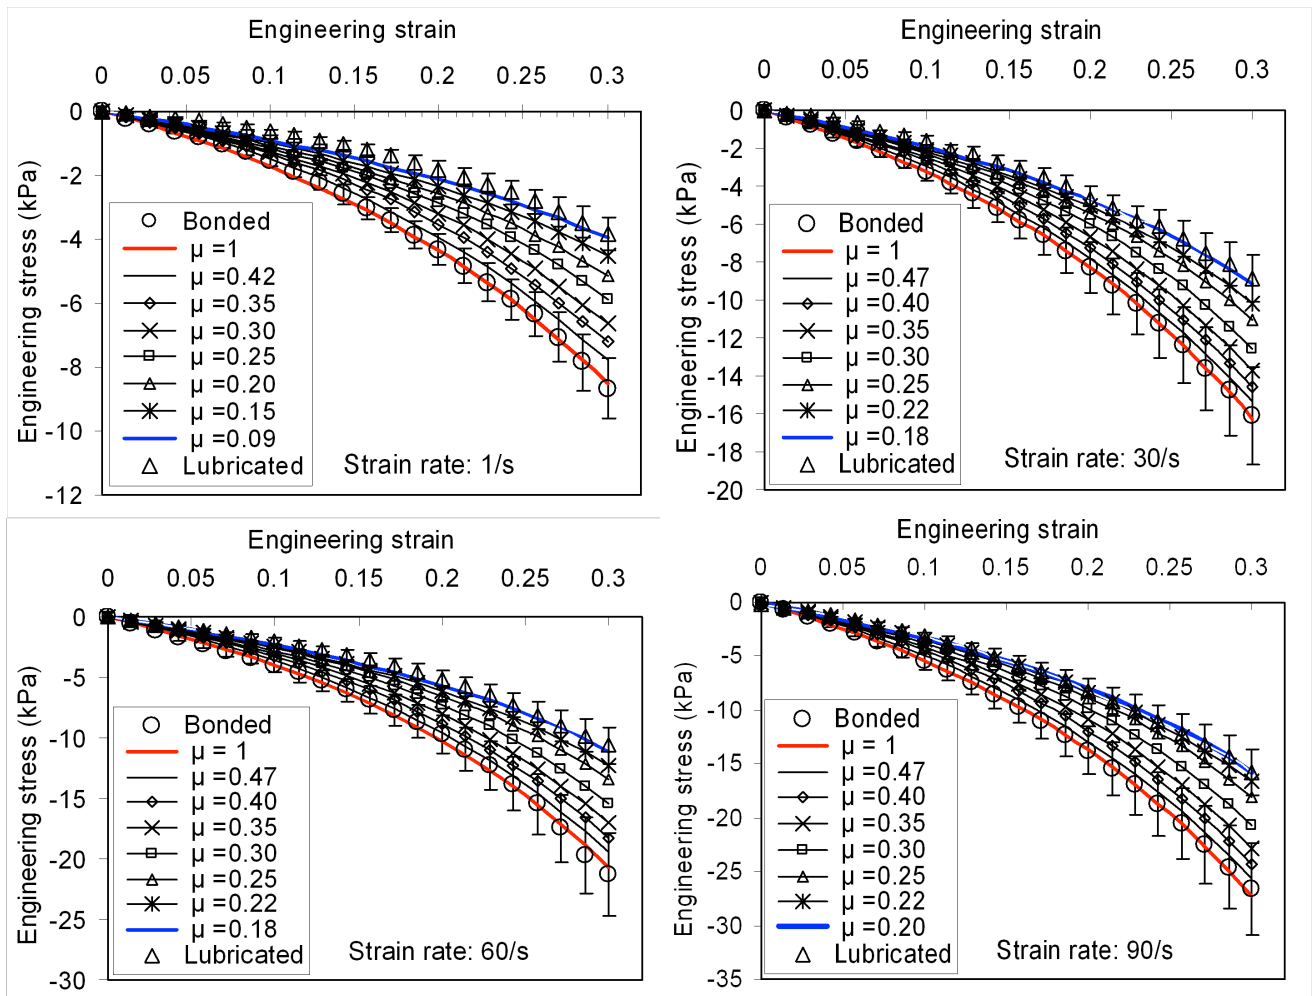 Engineering strain
0 0.05 0.1 0.15 0.2 0.25 0.3
Engineering stress (kPa)
0
-2
-4
-6
-8
-10
-12
Bonded
μ =1
μ =0.42
μ =0.35
μ =0.30
μ =0.25
μ =0.20
μ =0.15
μ =0.09
Lubricated
Strain rate: 1/s
Engineering strain
0 0.05 0.1 0.15 0.2 0.25 0.3
Engineering stress (kPa)
0
-2
-4
-6
-8
-10
-12
-14
-16
-18
-20
Bonded
μ = 1
μ =0.47
μ =0.40
μ =0.35
μ =0.30
μ =0.25
μ =0.22
μ =0.18
Lubricated
Strain rate: 30/s
Engineering strain
0 0.05 0.1 0.15 0.2 0.25 0.3
Engineering stress (kPa)
0
-5
-10
-15
-20
-25
-30
Bonded
μ = 1
μ =0.47
μ =0.40
μ =0.35
μ =0.30
μ =0.25
μ =0.22
μ =0.18
Lubricated
Strain rate: 60/s
Engineering strain
0 0.05 0.1 0.15 0.2 0.25 0.3
Engineering stress (kPa)
0
-5
-10
-15
-20
-25
-30
-35
Bonded
μ = 1
μ =0.47
μ =0.40
μ =0.35
μ =0.30
μ =0.25
μ =0.22
μ =0.20
Lubricated
Strain rate: 90/s